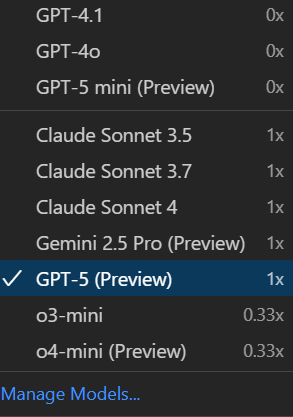 GPT-4.1 0x
GPT-4o 0x
GPT-5 mini (Preview) 0x
Claude Sonnet 3.5 1x
Claude Sonnet 3.7 1x
Claude Sonnet 4 1x
Gemini 2.5 Pro (Preview) 1x
GPT-5 (Preview) 1x
o3-mini 0.33x
o4-mini (Preview) 0.33x
Manage Models...